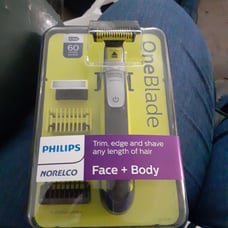 60
OneBlade
PHILIPS
NORELCO
Trim, edge and shave
any length of hair
Face + Body